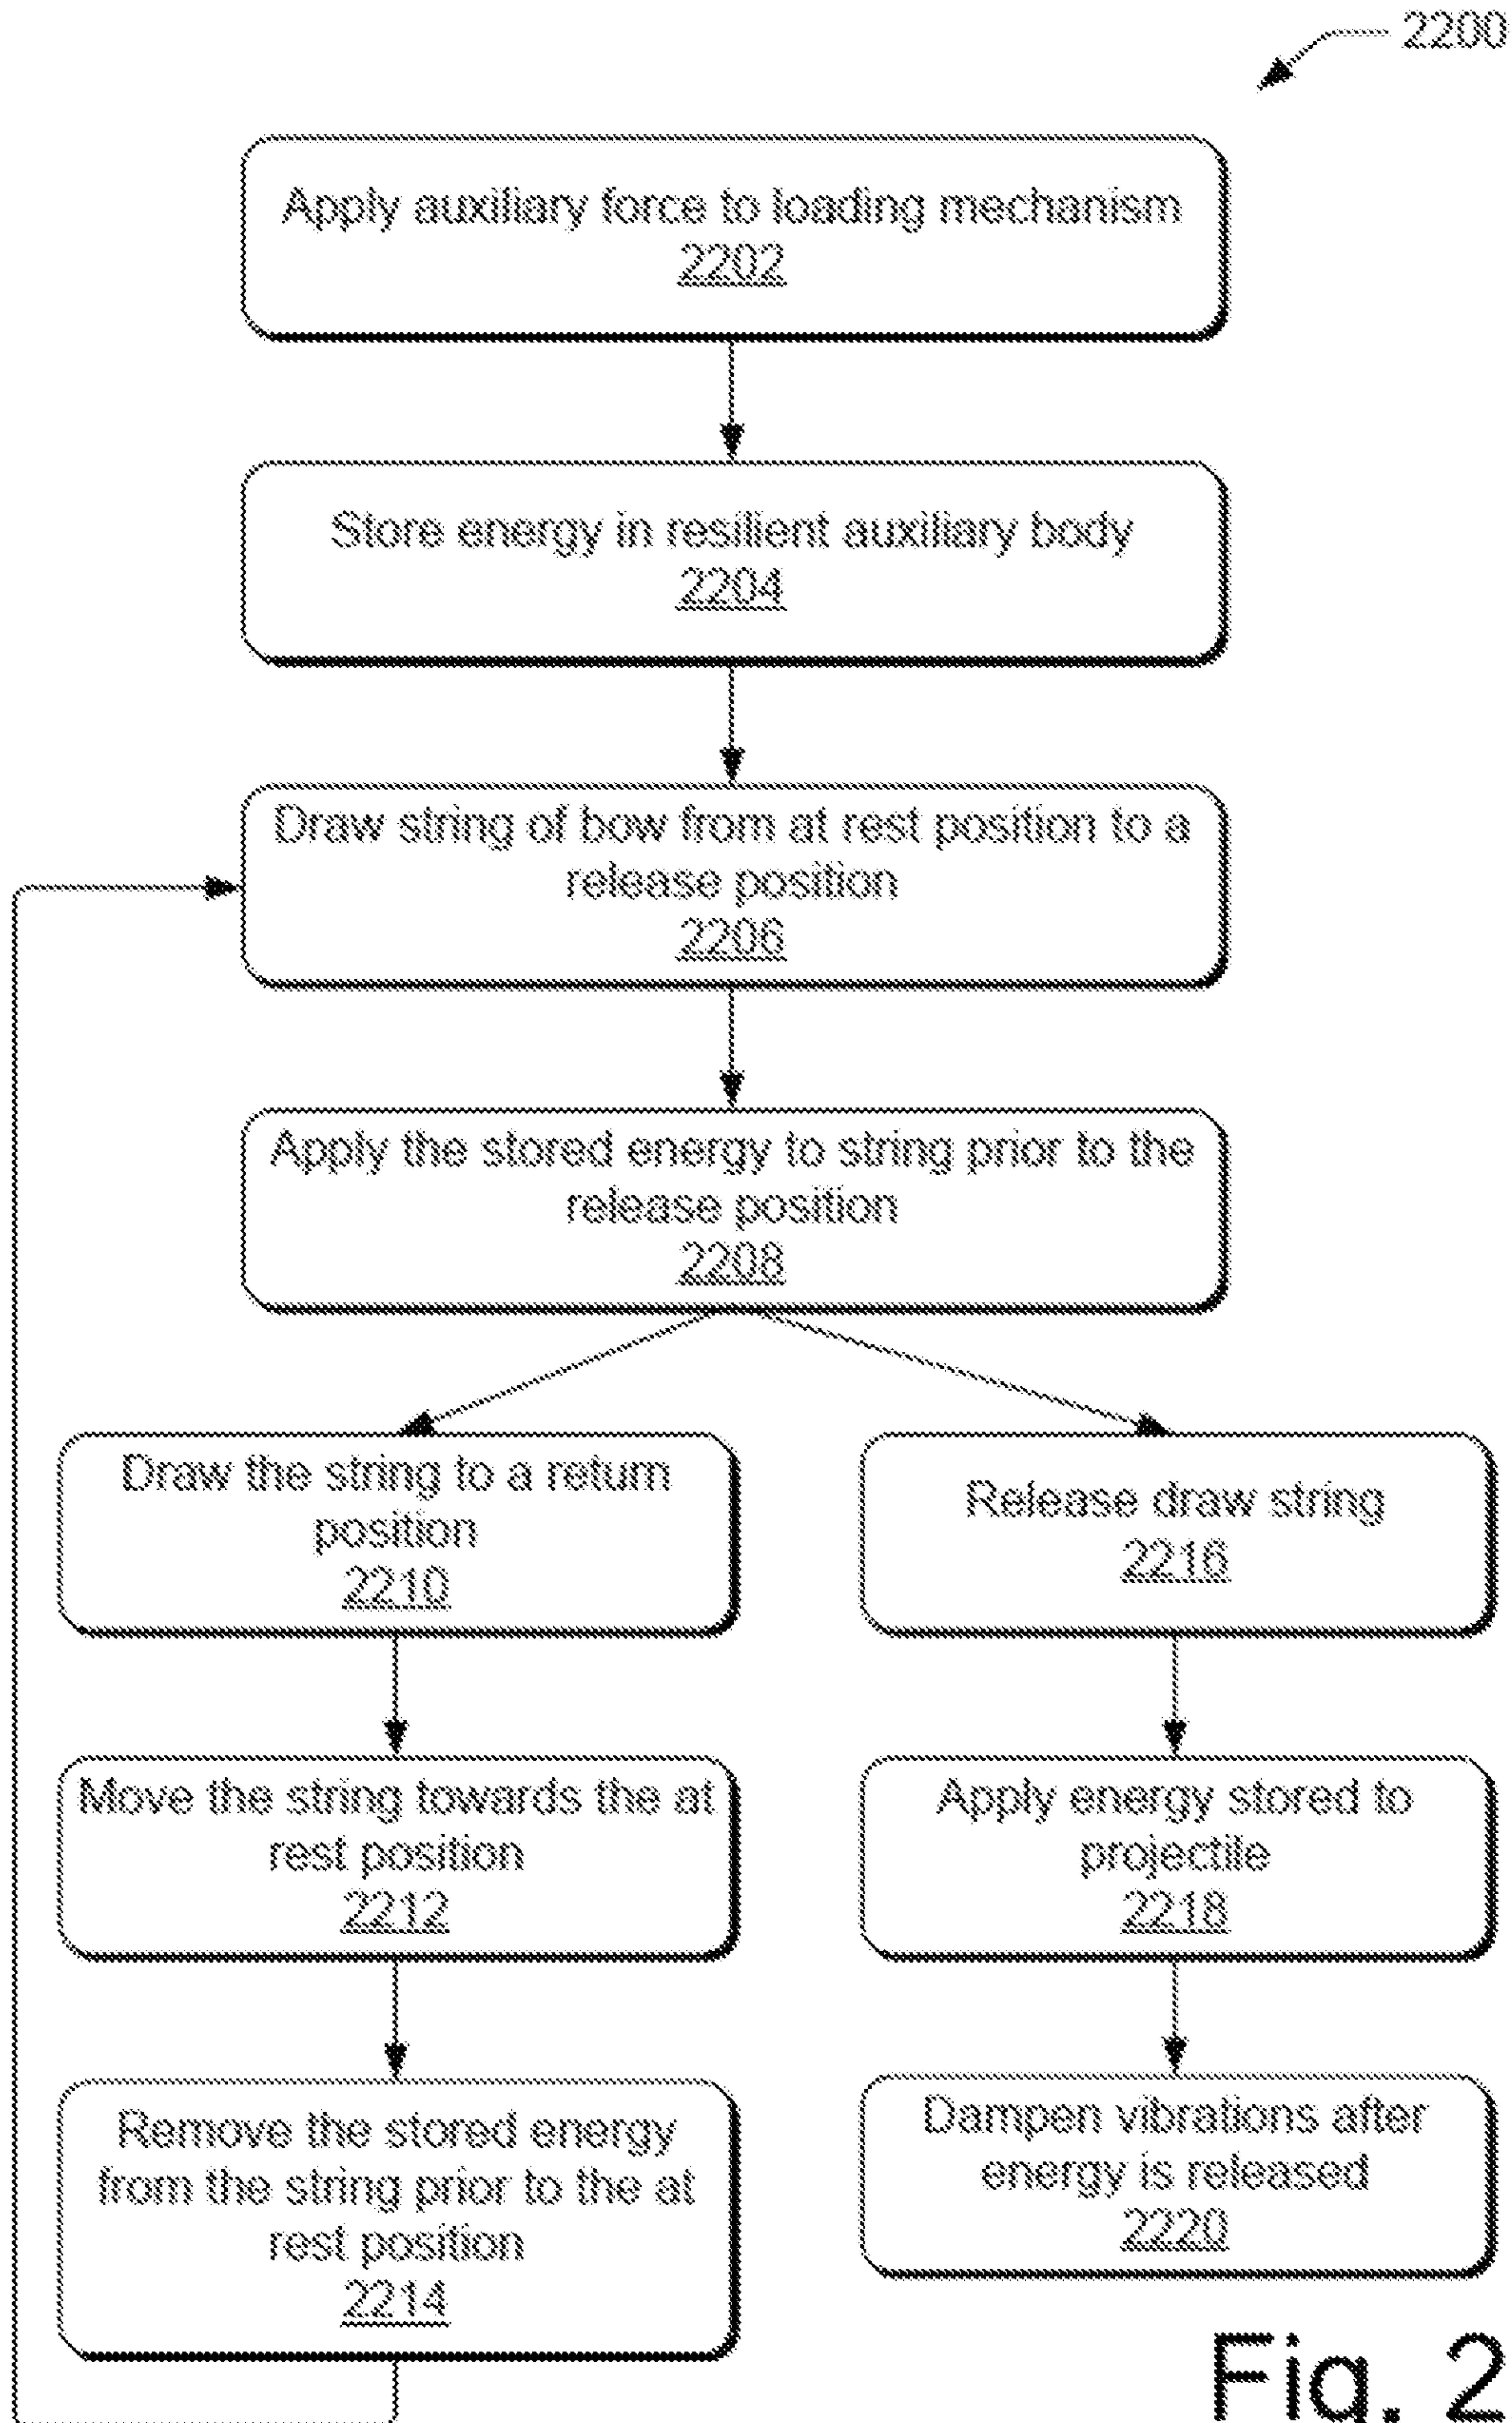 2200
Apply auxiliary force to loading mechanism
2202
Store energy in resilient auxiliary body
2204
Draw string of bow from at rest position to a
release position
2206
Apply the stored energy to string prior to the
release position
2208
Draw the string to a return
position
2210
Move the string towards the at
rest position
2212
Remove the stored energy
from the string prior to the at
rest position
2214
Release draw string
2216
Apply energy stored to
projectile
2218
Dampen vibrations after
energy is released
2220
Fig. 2